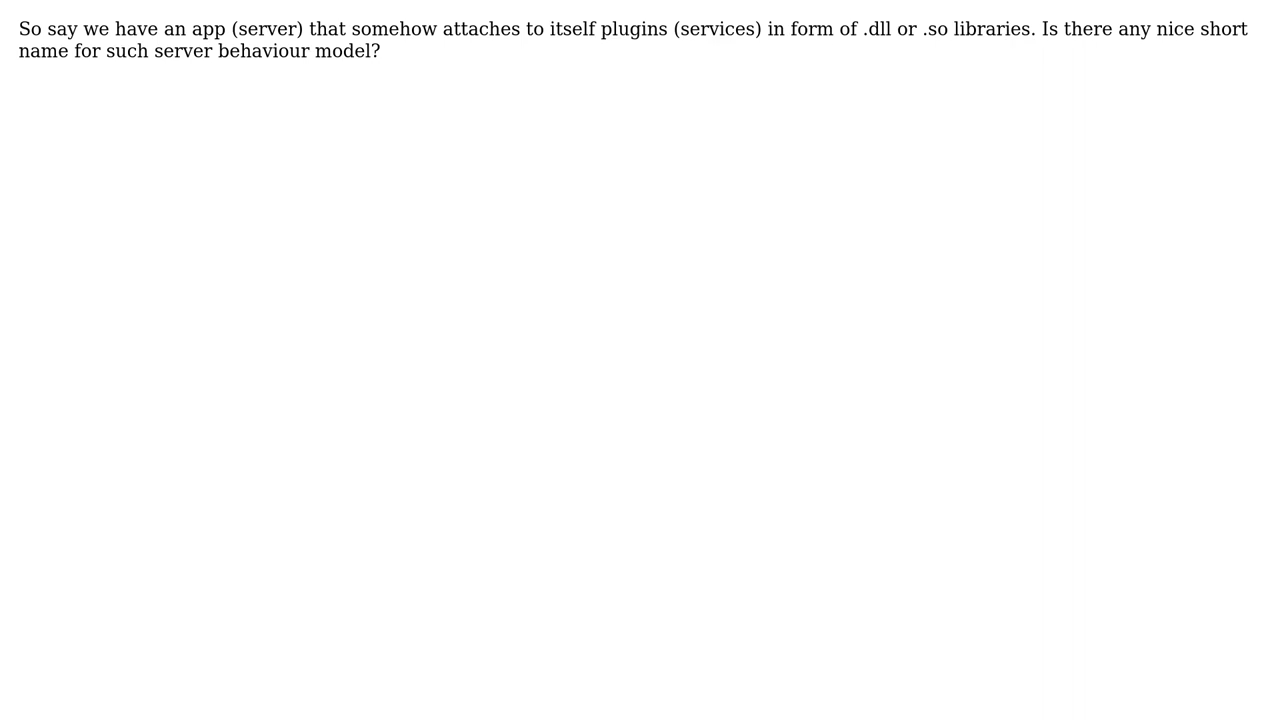 So say we have an app (server) that somehow attaches to itself plugins (services) in form of .dll or .so libraries. Is there any nice short
name for such server behaviour model?